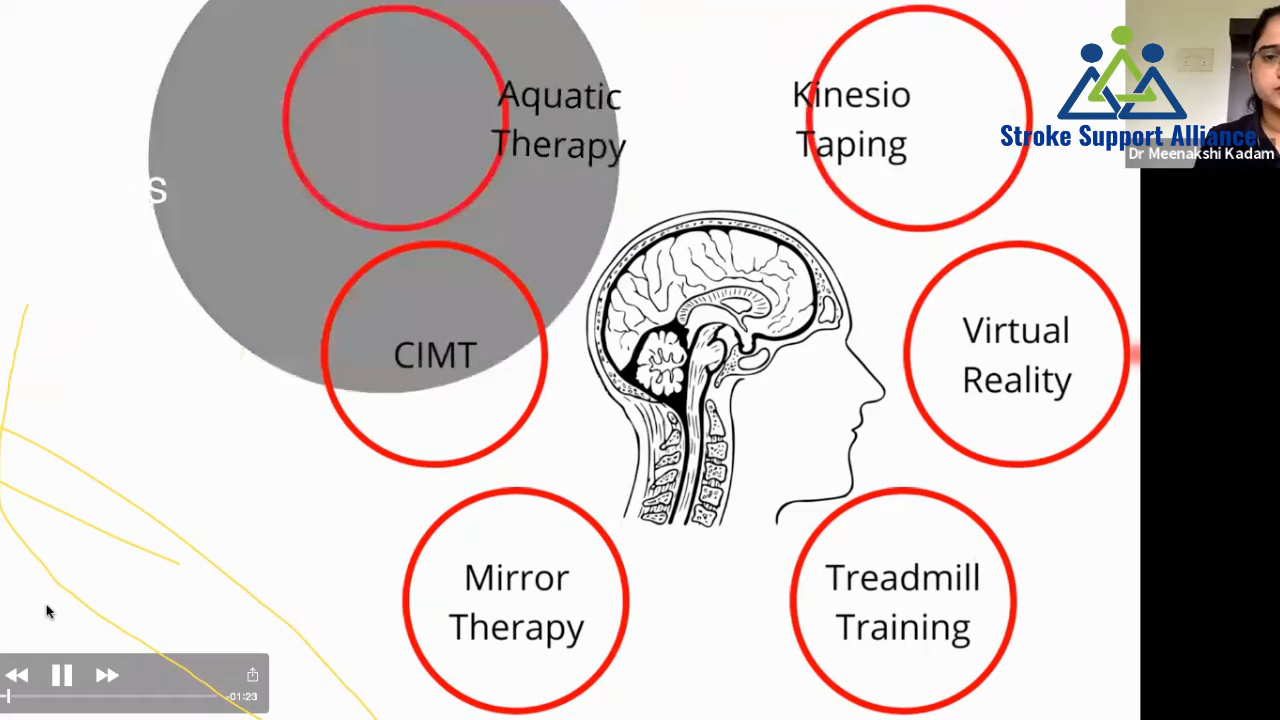 Aquatic
Therapy
Kinesio
Taping
Stroke Support Alliance
Dr Meenakshi Kadam
s
CIMT
Virtual
Reality
Mirror
Therapy
Treadmill
Training
-01:23